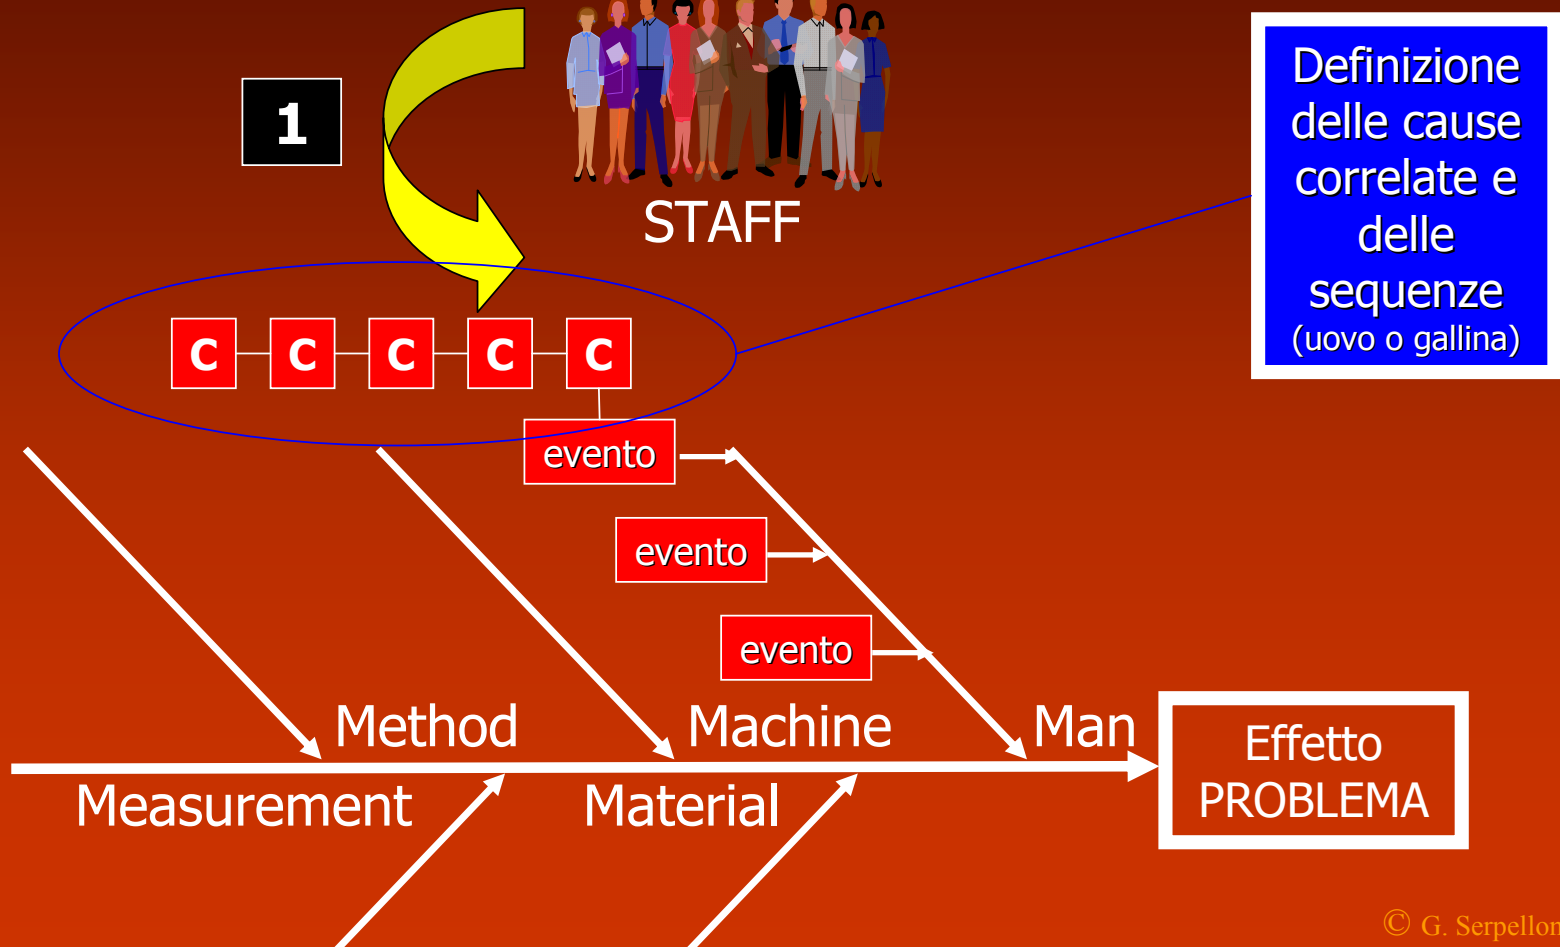 1
STAFF
Definizione
delle cause
correlate e
delle
sequenze
(uovo o gallina)
C C C C C
evento
evento
evento
Method Machine Man
Measurement Material
Effetto
PROBLEMA
© G. Serpellon